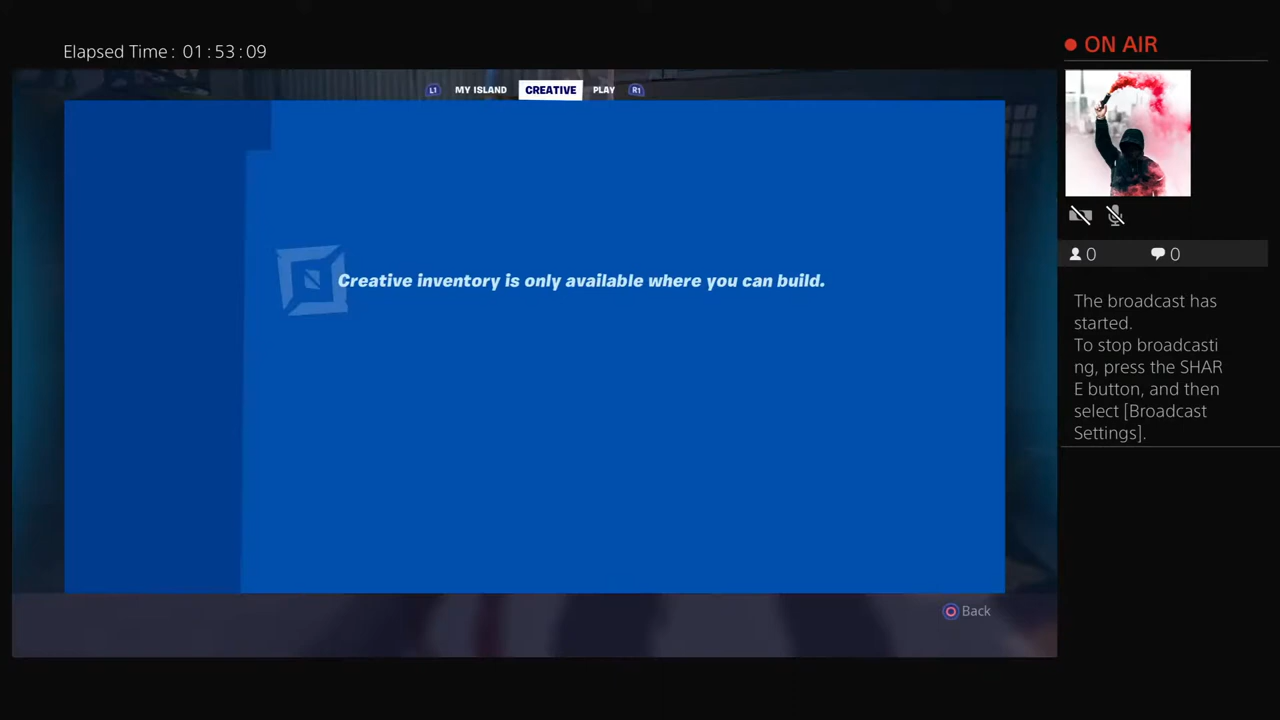 Elapsed Time: 01:53:09
ON AIR
L1 MY ISLAND CREATIVE PLAY R1
Creative inventory is only available where you can build.
0 0
The broadcast has
started.
To stop broadcasti
ng, press the SHAR
E button, and then
select [Broadcast
Settings].
Back